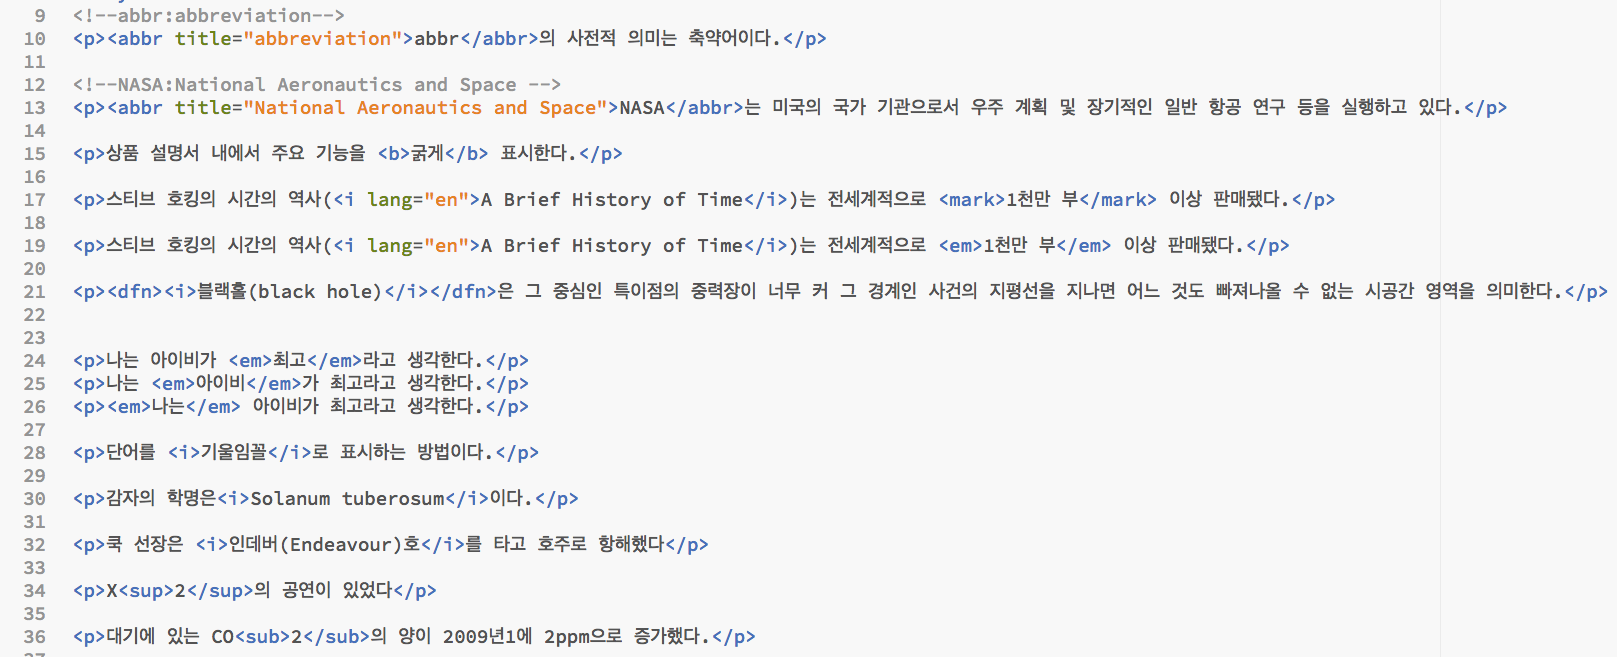 9 <!--abbr:abbreviation-->
10 <p><abbr title="abbreviation">abbr</abbr>의 사전적 의미는 축약어이다.</p>
11
12 <!--NASA:National Aeronautics and Space -->
13 <p><abbr title="National Aeronautics and Space">NASA</abbr>는 미국의 국가 기관으로서 우주 계획 및 장기적인 일반 항공 연구 등을 실행하고 있다.</p>
14
15 <p>상품 설명서 내에서 주요 기능을 <b>굵게</b> 표시한다.</p>
16
17 <p>스티브 호킹의 시간의 역사(<i lang="en">A Brief History of Time</i>)는 전세계적으로 <mark>1천만 부</mark> 이상 판매됐다.</p>
18
19 <p>스티브 호킹의 시간의 역사(<i lang="en">A Brief History of Time</i>)는 전세계적으로 <em>1천만 부</em> 이상 판매됐다.</p>
20
21 <p><dfn><i>블랙홀(black hole)</i></dfn>은 그 중심인 특이점의 중력장이 너무 커 그 경계인 사건의 지평선을 지나면 어느 것도 빠져나올 수 없는 시공간 영역을 의미한다.</p>
22
23
24 <p>나는 아이비가 <em>최고</em>라고 생각한다.</p>
25 <p>나는 <em>아이비</em>가 최고라고 생각한다.</p>
26 <p><em>나는</em> 아이비가 최고라고 생각한다.</p>
27
28 <p>단어를 <i>기울임꼴</i>로 표시하는 방법이다.</p>
29
30 <p>감자의 학명은<i>Solanum tuberosum</i>이다.</p>
31
32 <p>쿡 선장은 <i>인데버(Endeavour)호</i>를 타고 호주로 항해했다</p>
33
34 <p>X<sup>2</sup>의 공연이 있었다</p>
35
36 <p>대기에 있는 CO<sub>2</sub>의 양이 2009년1에 2ppm으로 증가했다.</p>